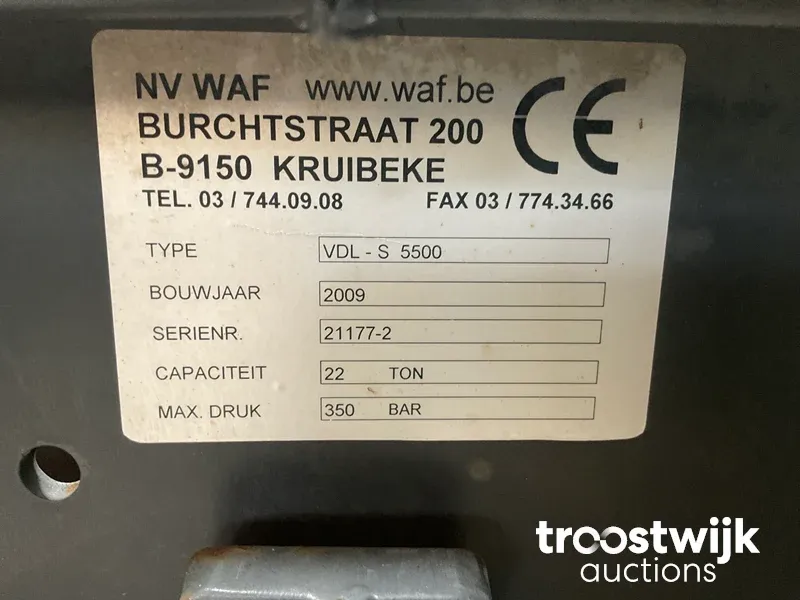 NV WAF www.waf.be
BURCHTSTRAAT 200
B-9150 KRUIBEKE
CE
TEL. 03 / 744.09.08 FAX 03 / 774.34.66
TYPE VDL - S 5500
BOUWJAAR 2009
SERIENR. 21177-2
CAPACITEIT 22 TON
MAX. DRUK 350 BAR
troostwijk
auctions